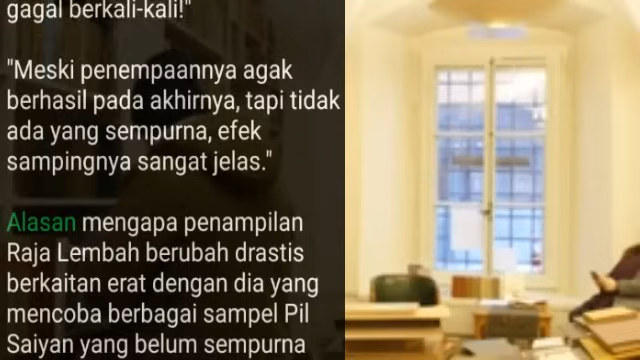 gagal berkali-kali!"
"Meski penempaannya agak
berhasil pada akhirnya, tapi tidak
ada yang sempurna, efek
sampingnya sangat jelas."
Alasan mengapa penampilan
Raja Lembah berubah drastis
berkaitan erat dengan dia yang
mencoba berbagai sampel Pil
Saiyan yang belum sempurna